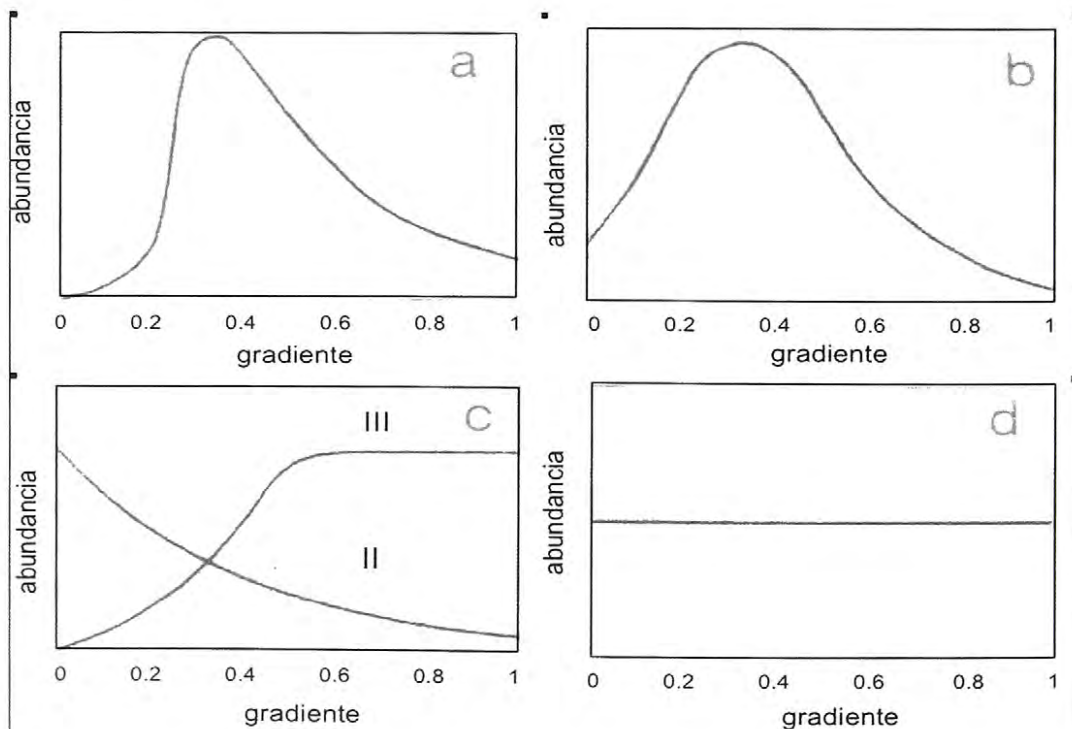 a
abundancia
0 0.2 0.4 0.6 0.8 1
gradiente
b
abundancia
0 0.2 0.4 0.6 0.8 1
gradiente
c
III
II
abundancia
0 0.2 0.4 0.6 0.8 1
gradiente
d
abundancia
0 0.2 0.4 0.6 0.8 1
gradiente